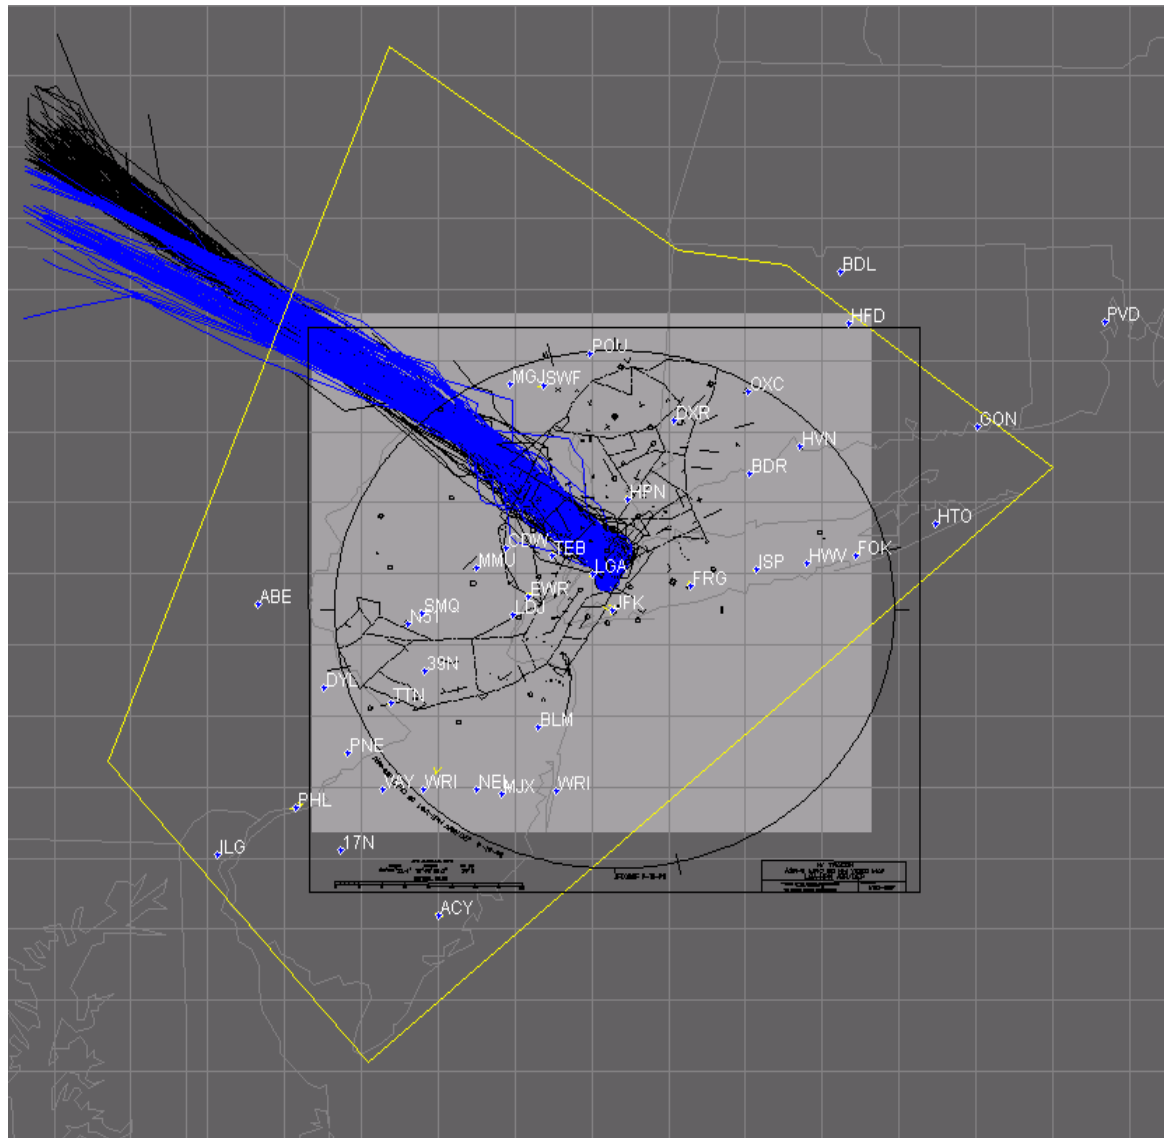 BDL
PVD
HFD
POU
MGJ SWF
OXC
DXR
GON
HVN
BDR
HPN
HTO
CDW
TEB
FOK
MMU
LGA
ISP
HWV
FRG
EWR
ABE
SMQ
LDJ
JFK
N51
39N
DYL
TTN
BLM
PNE
VAY
WRI
NEL
MJX
WRI
PHL
ILG
17N
ACY